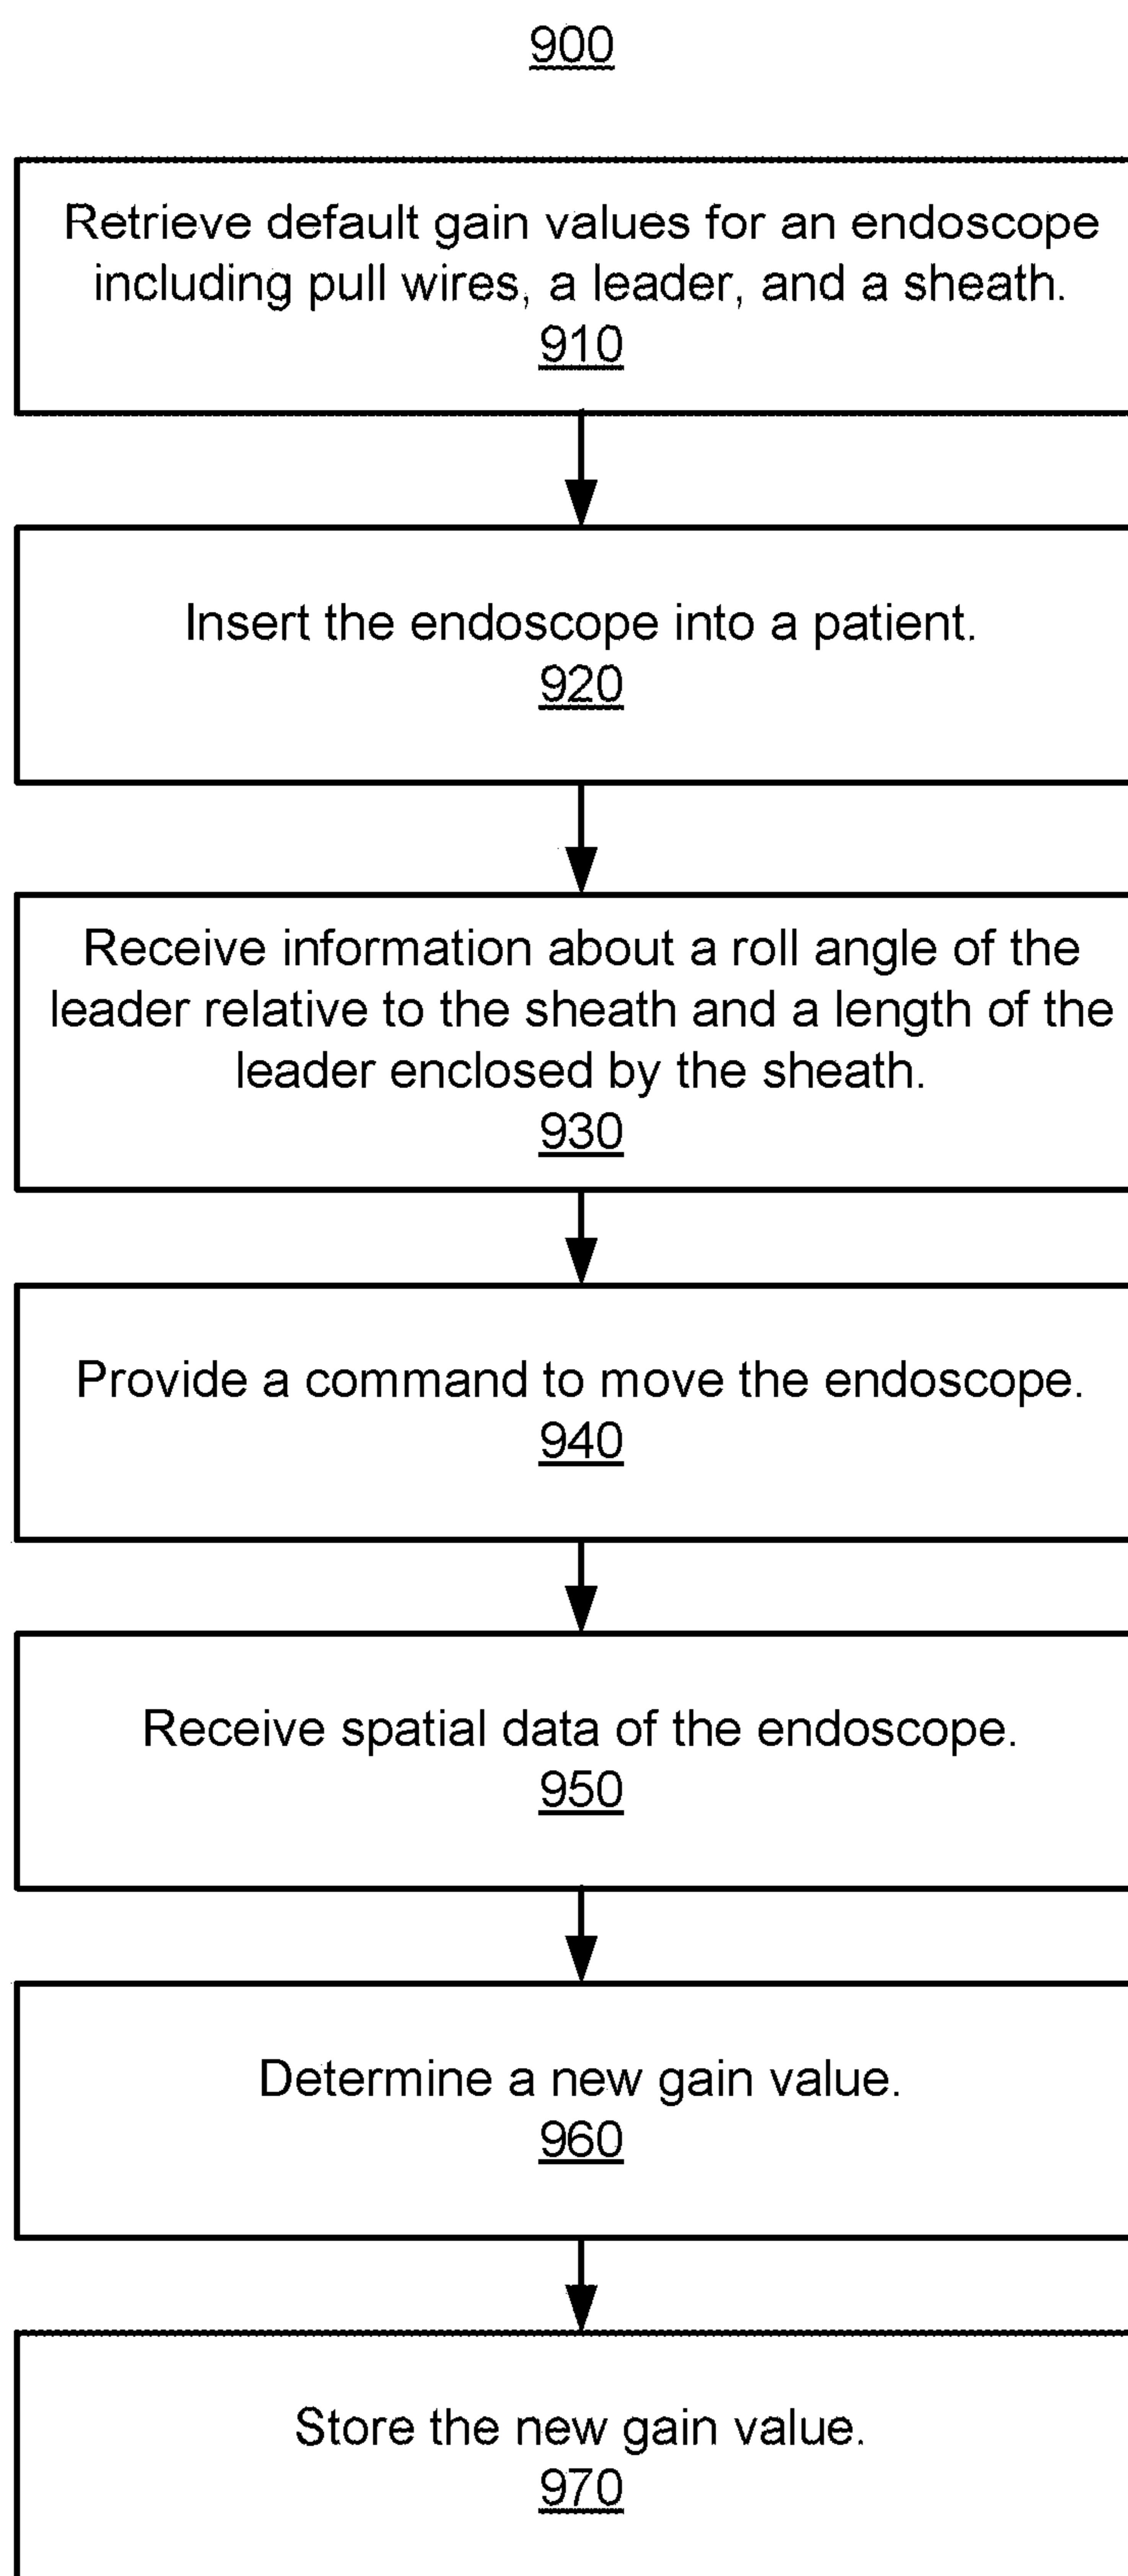 900
Retrieve default gain values for an endoscope
including pull wires, a leader, and a sheath.
910
Insert the endoscope into a patient.
920
Receive information about a roll angle of the
leader relative to the sheath and a length of the
leader enclosed by the sheath.
930
Provide a command to move the endoscope.
940
Receive spatial data of the endoscope.
950
Determine a new gain value.
960
Store the new gain value.
970